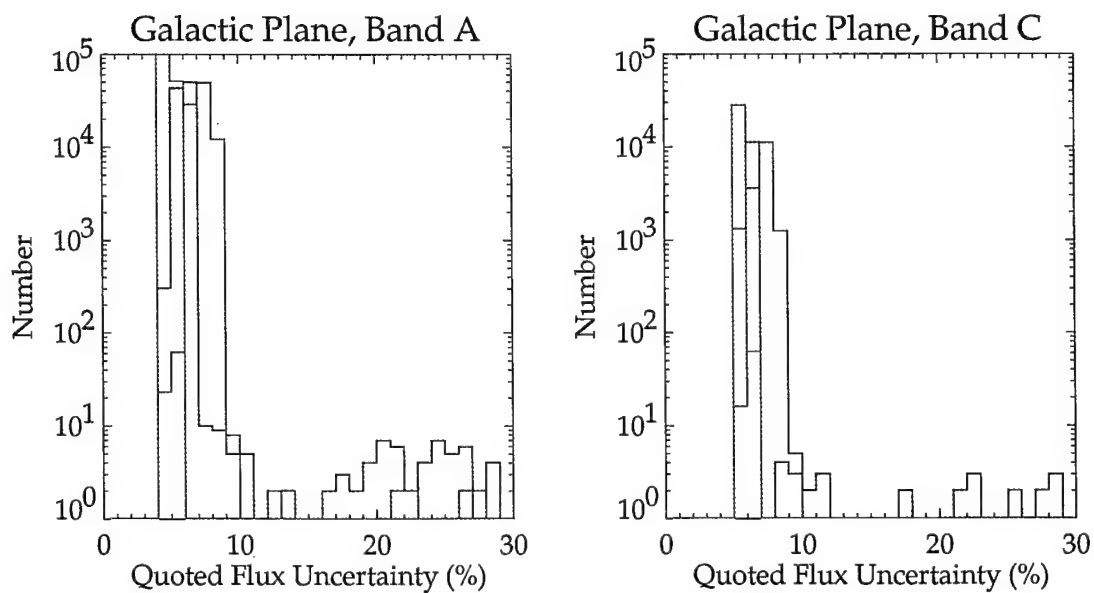 Galactic Plane, Band A
10^5
10^4
10^3
10^2
10^1
10^0
Number
0 10 20 30
Quoted Flux Uncertainty (%)
Galactic Plane, Band C
10^5
10^4
10^3
10^2
10^1
10^0
Number
0 10 20 30
Quoted Flux Uncertainty (%)